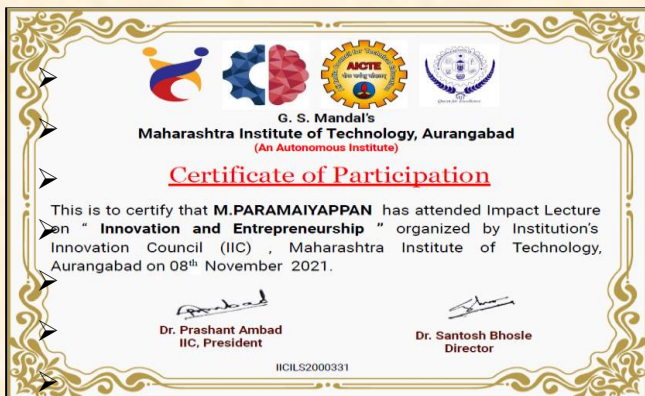 AICTE
G. S. Mandal's
Maharashtra Institute of Technology, Aurangabad
(An Autonomous Institute)
Certificate of Participation
This is to certify that M.PARAMAIYAPPAN has attended Impact Lecture
on “ Innovation and Entrepreneurship ” organized by Institution's
Innovation Council (IIC) , Maharashtra Institute of Technology,
Aurangabad on 08th November 2021.
Dr. Prashant Ambad
IIC, President
Dr. Santosh Bhosle
Director
IICILS2000331